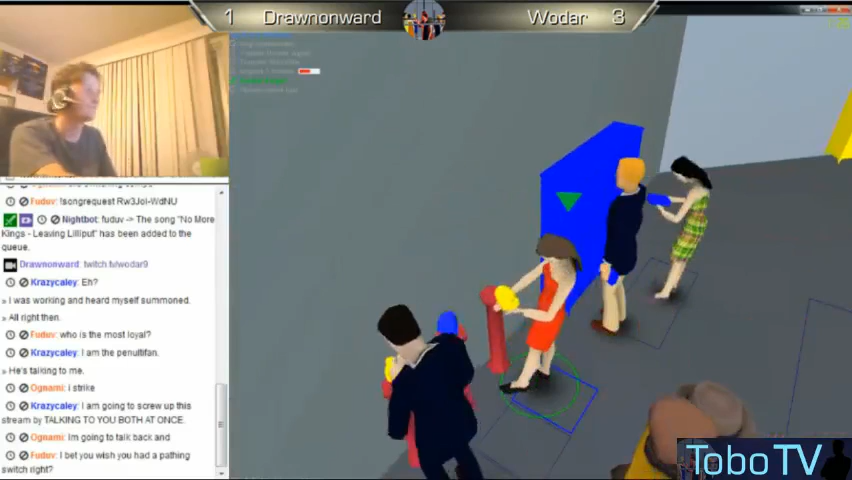 1 Drawnonward Wodar 3
Fuduv: !songrequest Rw3JoI-WdNU
Nightbot: fuduv -> The song "No More
Kings - Leaving Lilliput" has been added to the
queue.
Drawnonward: twitch.tv/wodar9
Krazycaley: Eh?
» I was working and heard myself summoned.
» All right then.
Fuduv: who is the most loyal?
Krazycaley: I am the penultifan.
» He's talking to me.
Ognami: i strike
Krazycaley: I am going to screw up this
stream by TALKING TO YOU BOTH AT ONCE.
Ognami: Im going to talk back and
Fuduv: I bet you wish you had a pathing
switch right?
ToboTV